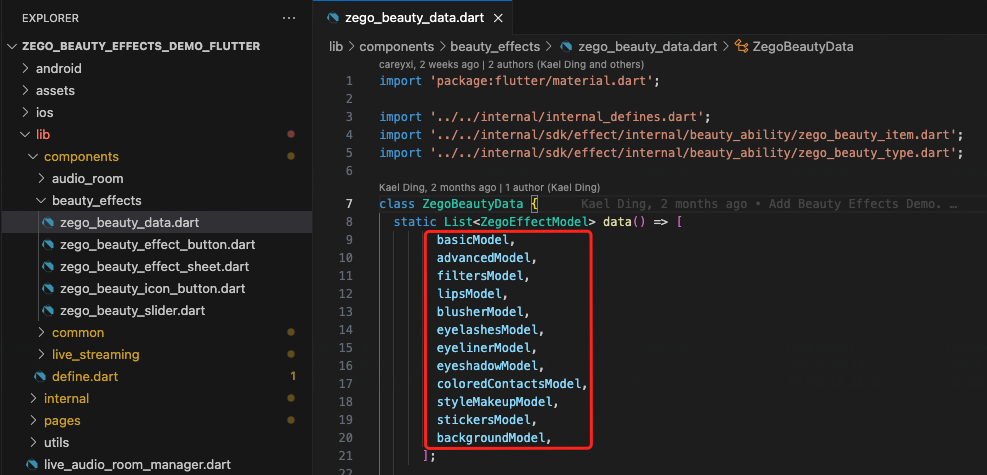 EXPLORER
...
ZEGO_BEAUTY_EFFECTS_DEMO_FLUTTER
android
assets
ios
lib
components
audio_room
beauty_effects
zego_beauty_data.dart
zego_beauty_effect_button.dart
zego_beauty_effect_sheet.dart
zego_beauty_icon_button.dart
zego_beauty_slider.dart
common
live_streaming
define.dart 1
internal
pages
utils
live_audio_room_manager.dart
zego_beauty_data.dart ×
lib > components > beauty_effects > zego_beauty_data.dart > ZegoBeautyData
careyxi, 2 weeks ago | 2 authors (Kael Ding and others)
1 import 'package:flutter/material.dart';
2
3 import '../../internal/internal_defines.dart';
4 import '../../internal/sdk/effect/internal/beauty_ability/zego_beauty_item.dart';
5 import '../../internal/sdk/effect/internal/beauty_ability/zego_beauty_type.dart';
6
Kael Ding, 2 months ago | 1 author (Kael Ding)
7 class ZegoBeautyData { Kael Ding, 2 months ago • Add Beauty Effects Demo. …
8 static List<ZegoEffectModel> data() => [
9 basicModel,
10 advancedModel,
11 filtersModel,
12 lipsModel,
13 blusherModel,
14 eyelashesModel,
15 eyelinerModel,
16 eyeshadowModel,
17 coloredContactsModel,
18 styleMakeupModel,
19 stickersModel,
20 backgroundModel,
21 ];
22